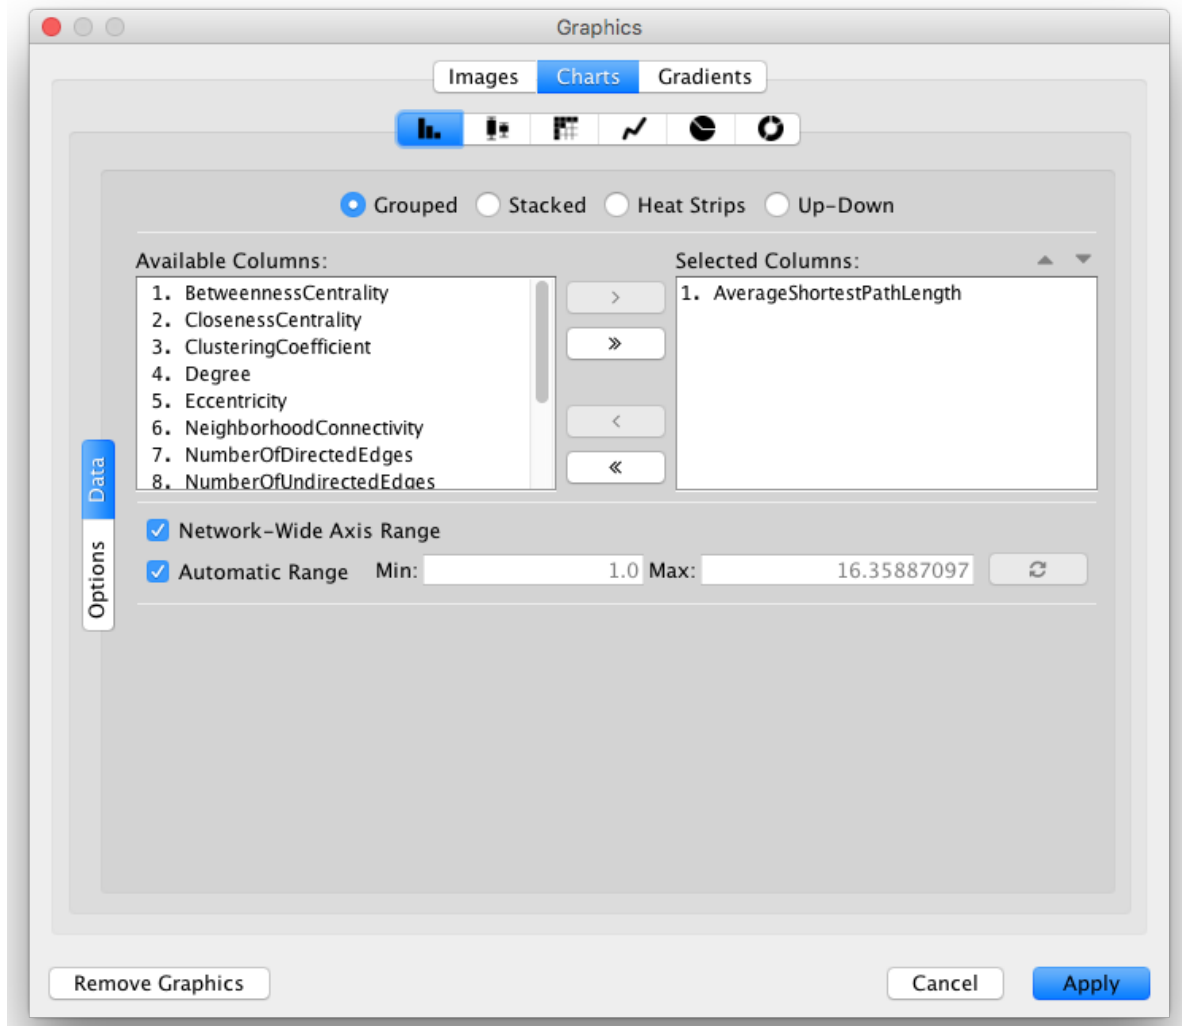 Graphics
Images Charts Gradients
Grouped Stacked Heat Strips Up-Down
Available Columns: Selected Columns:
1. BetweennessCentrality > 1. AverageShortestPathLength
2. ClosenessCentrality
3. ClusteringCoefficient »
4. Degree
5. Eccentricity
6. NeighborhoodConnectivity <
7. NumberOfDirectedEdges
8. NumberOfUndirectedEdges «
Data
Options
Network-Wide Axis Range
Automatic Range Min: 1.0 Max: 16.35887097
Remove Graphics Cancel Apply